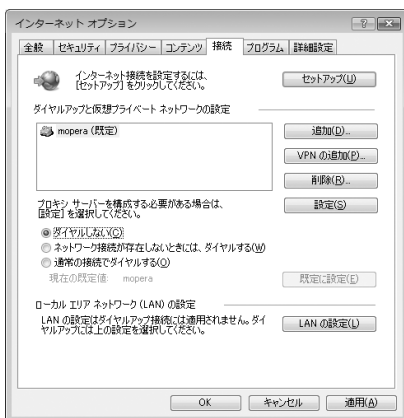 インターネット オプション
全般 セキュリティ プライバシー コンテンツ 接続 プログラム 詳細設定
インターネット接続を設定するには、
[セットアップ] をクリックしてください。
セットアップ(U)
ダイヤルアップと仮想プライベート ネットワークの設定
mopera (既定)
追加(D)...
VPN の追加(P)...
削除(R)...
プロキシ サーバーを構成する必要がある場合は、
[設定] を選択してください。
設定(S)
ダイヤルしない(C)
ネットワーク接続が存在しないときには、ダイヤルする(W)
通常の接続でダイヤルする(O)
現在の既定値: mopera
既定に設定(E)
ローカル エリア ネットワーク (LAN) の設定
LAN の設定はダイヤルアップ接続には適用されません。ダイ
ヤルアップには上の設定を選択してください。
LAN の設定(L)
OK キャンセル 適用(A)